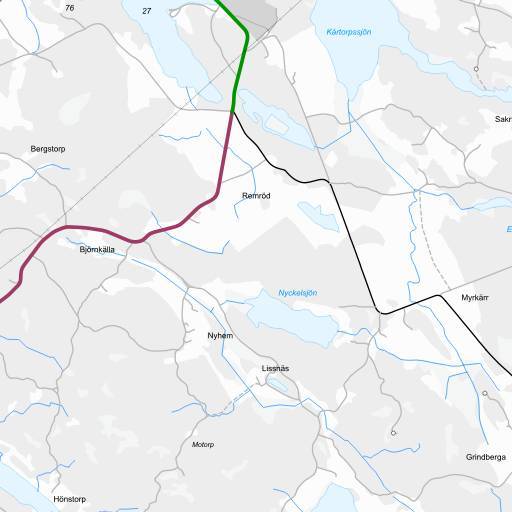 76
27
Kårtorpssjön
Sakr
Bergstorp
Remröd
E
Björnkälla
Nyckelsjön
Myrkärr
Nyhem
Lissnäs
Motorp
Grindberga
Hönstorp